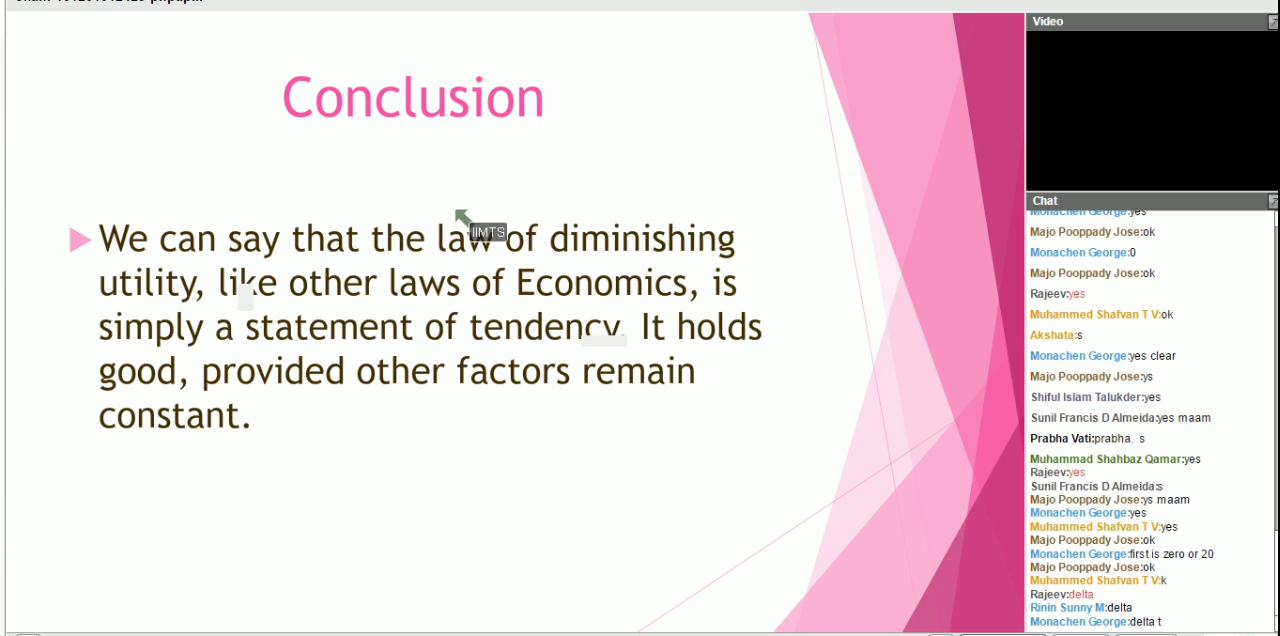 Conclusion
We can say that the law of diminishing
utility, like other laws of Economics, is
simply a statement of tendency. It holds
good, provided other factors remain
constant.
IIMTS
Video
Chat
Monachen George:yes
Majo Pooppady Jose:ok
Monachen George:0
Majo Pooppady Jose:ok
Rajeev:yes
Muhammed Shafvan T V:ok
Akshata:s
Monachen George:yes clear
Majo Pooppady Jose:ys
Shiful Islam Talukder:yes
Sunil Francis D Almeida:yes maam
Prabha Vati:prabha. s
Muhammad Shahbaz Qamar:yes
Rajeev:yes
Sunil Francis D Almeida:s
Majo Pooppady Jose:ys maam
Monachen George:yes
Muhammed Shafvan T V:yes
Majo Pooppady Jose:ok
Monachen George:first is zero or 20
Majo Pooppady Jose:ok
Muhammed Shafvan T V:k
Rajeev:delta
Rinin Sunny M:delta
Monachen George:delta t